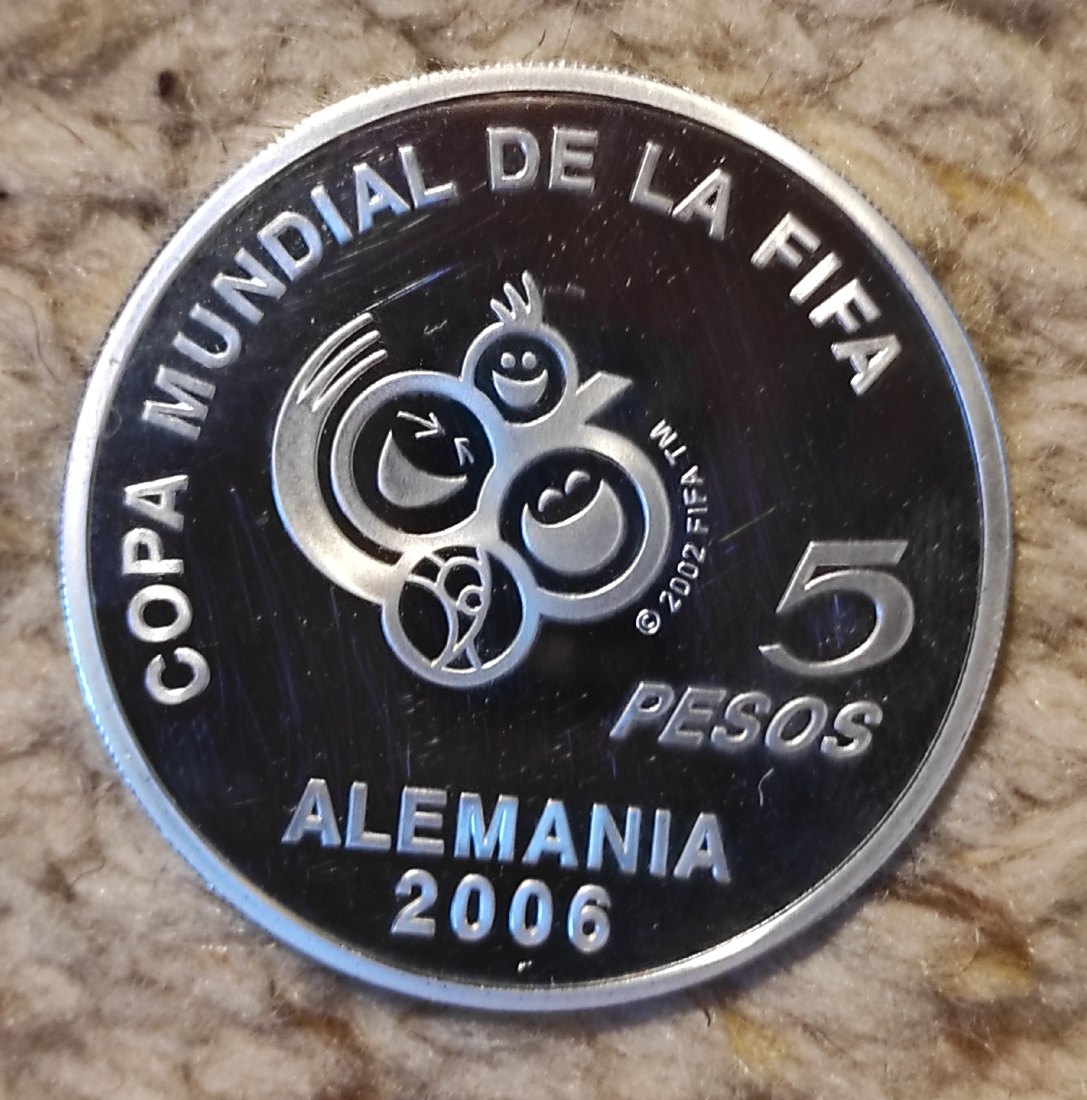 COPA MUNDIAL DE LA FIFA
© 2002 FIFA TM
5
PESOS
ALEMANIA
2006